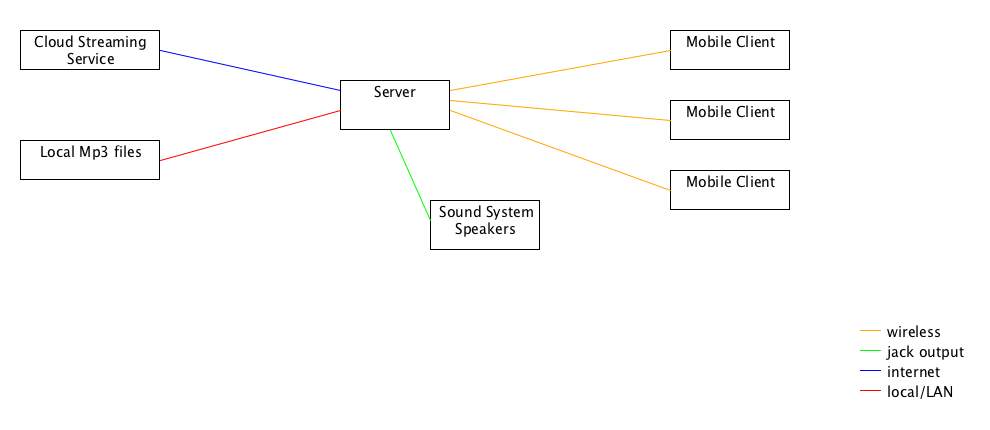 Cloud Streaming
Service
Local Mp3 files
Server
Sound System
Speakers
Mobile Client
Mobile Client
Mobile Client
wireless
jack output
internet
local/LAN